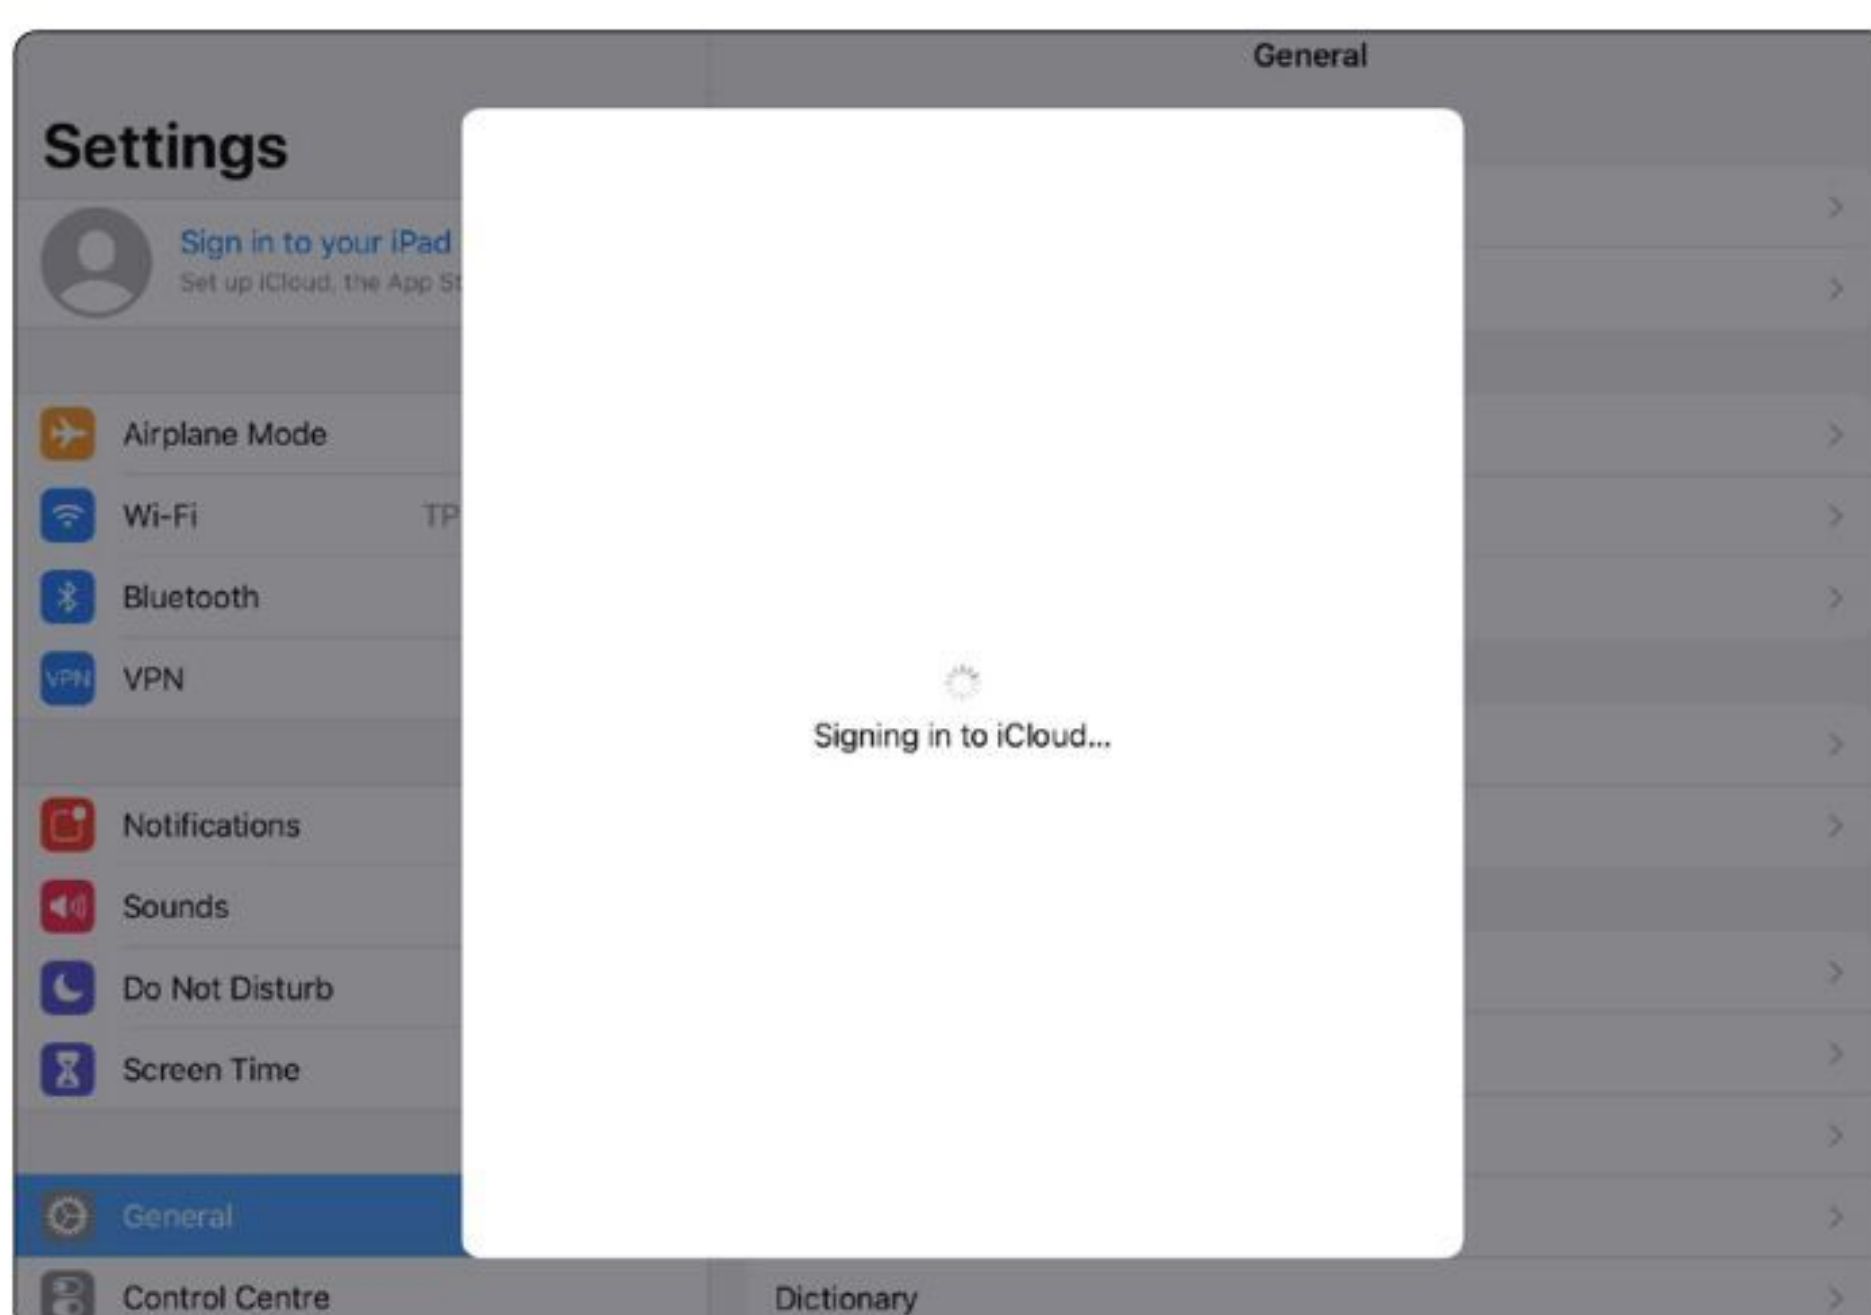 General
Settings
Sign in to your iPad
Set up iCloud, the App St
Airplane Mode
Wi-Fi TP
Bluetooth
VPN VPN
Signing in to iCloud...
Notifications
Sounds
Do Not Disturb
Screen Time
General
Control Centre
Dictionary